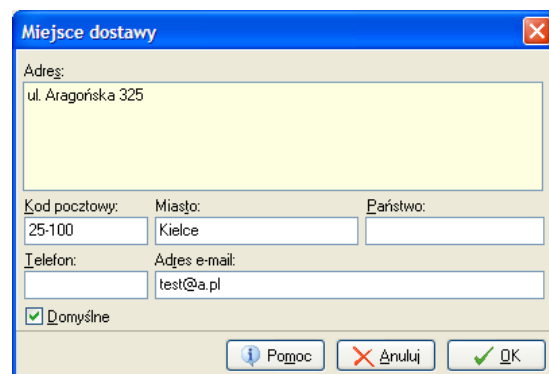 Miejsce dostawy
Adres:
ul. Aragońska 325
Kod pocztowy: Miasto: Państwo:
25-100 Kielce
Telefon: Adres e-mail:
test@a.pl
Domyślne
Pomoc Anuluj OK